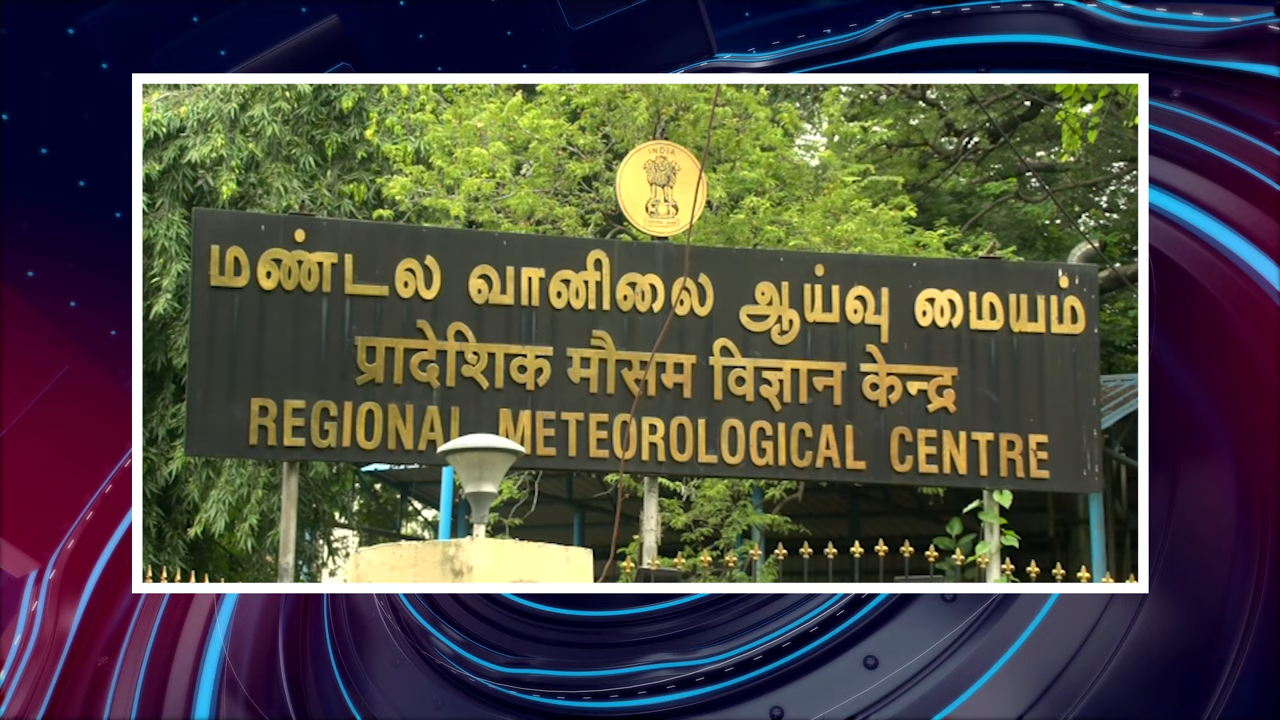 INDIA
மண்டல வானிலை ஆய்வு மையம்
प्रादेशिक मौसम विज्ञान केन्द्र
REGIONAL METEOROLOGICAL CENTRE